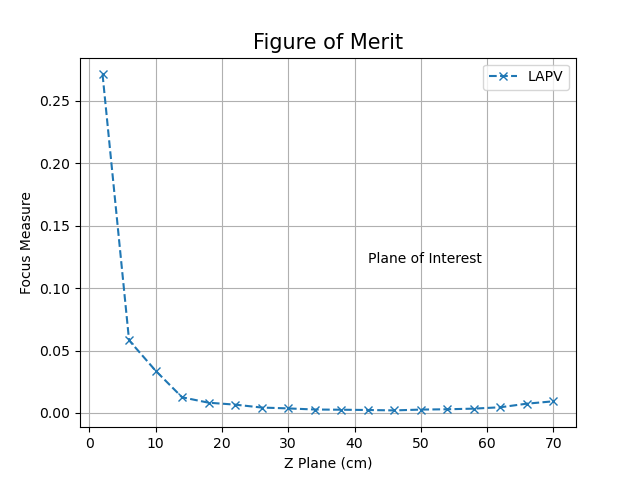 Figure of Merit
LAPV
0.25
0.20
0.15
0.10
0.05
0.00
Focus Measure
Plane of Interest
0 10 20 30 40 50 60 70
Z Plane (cm)